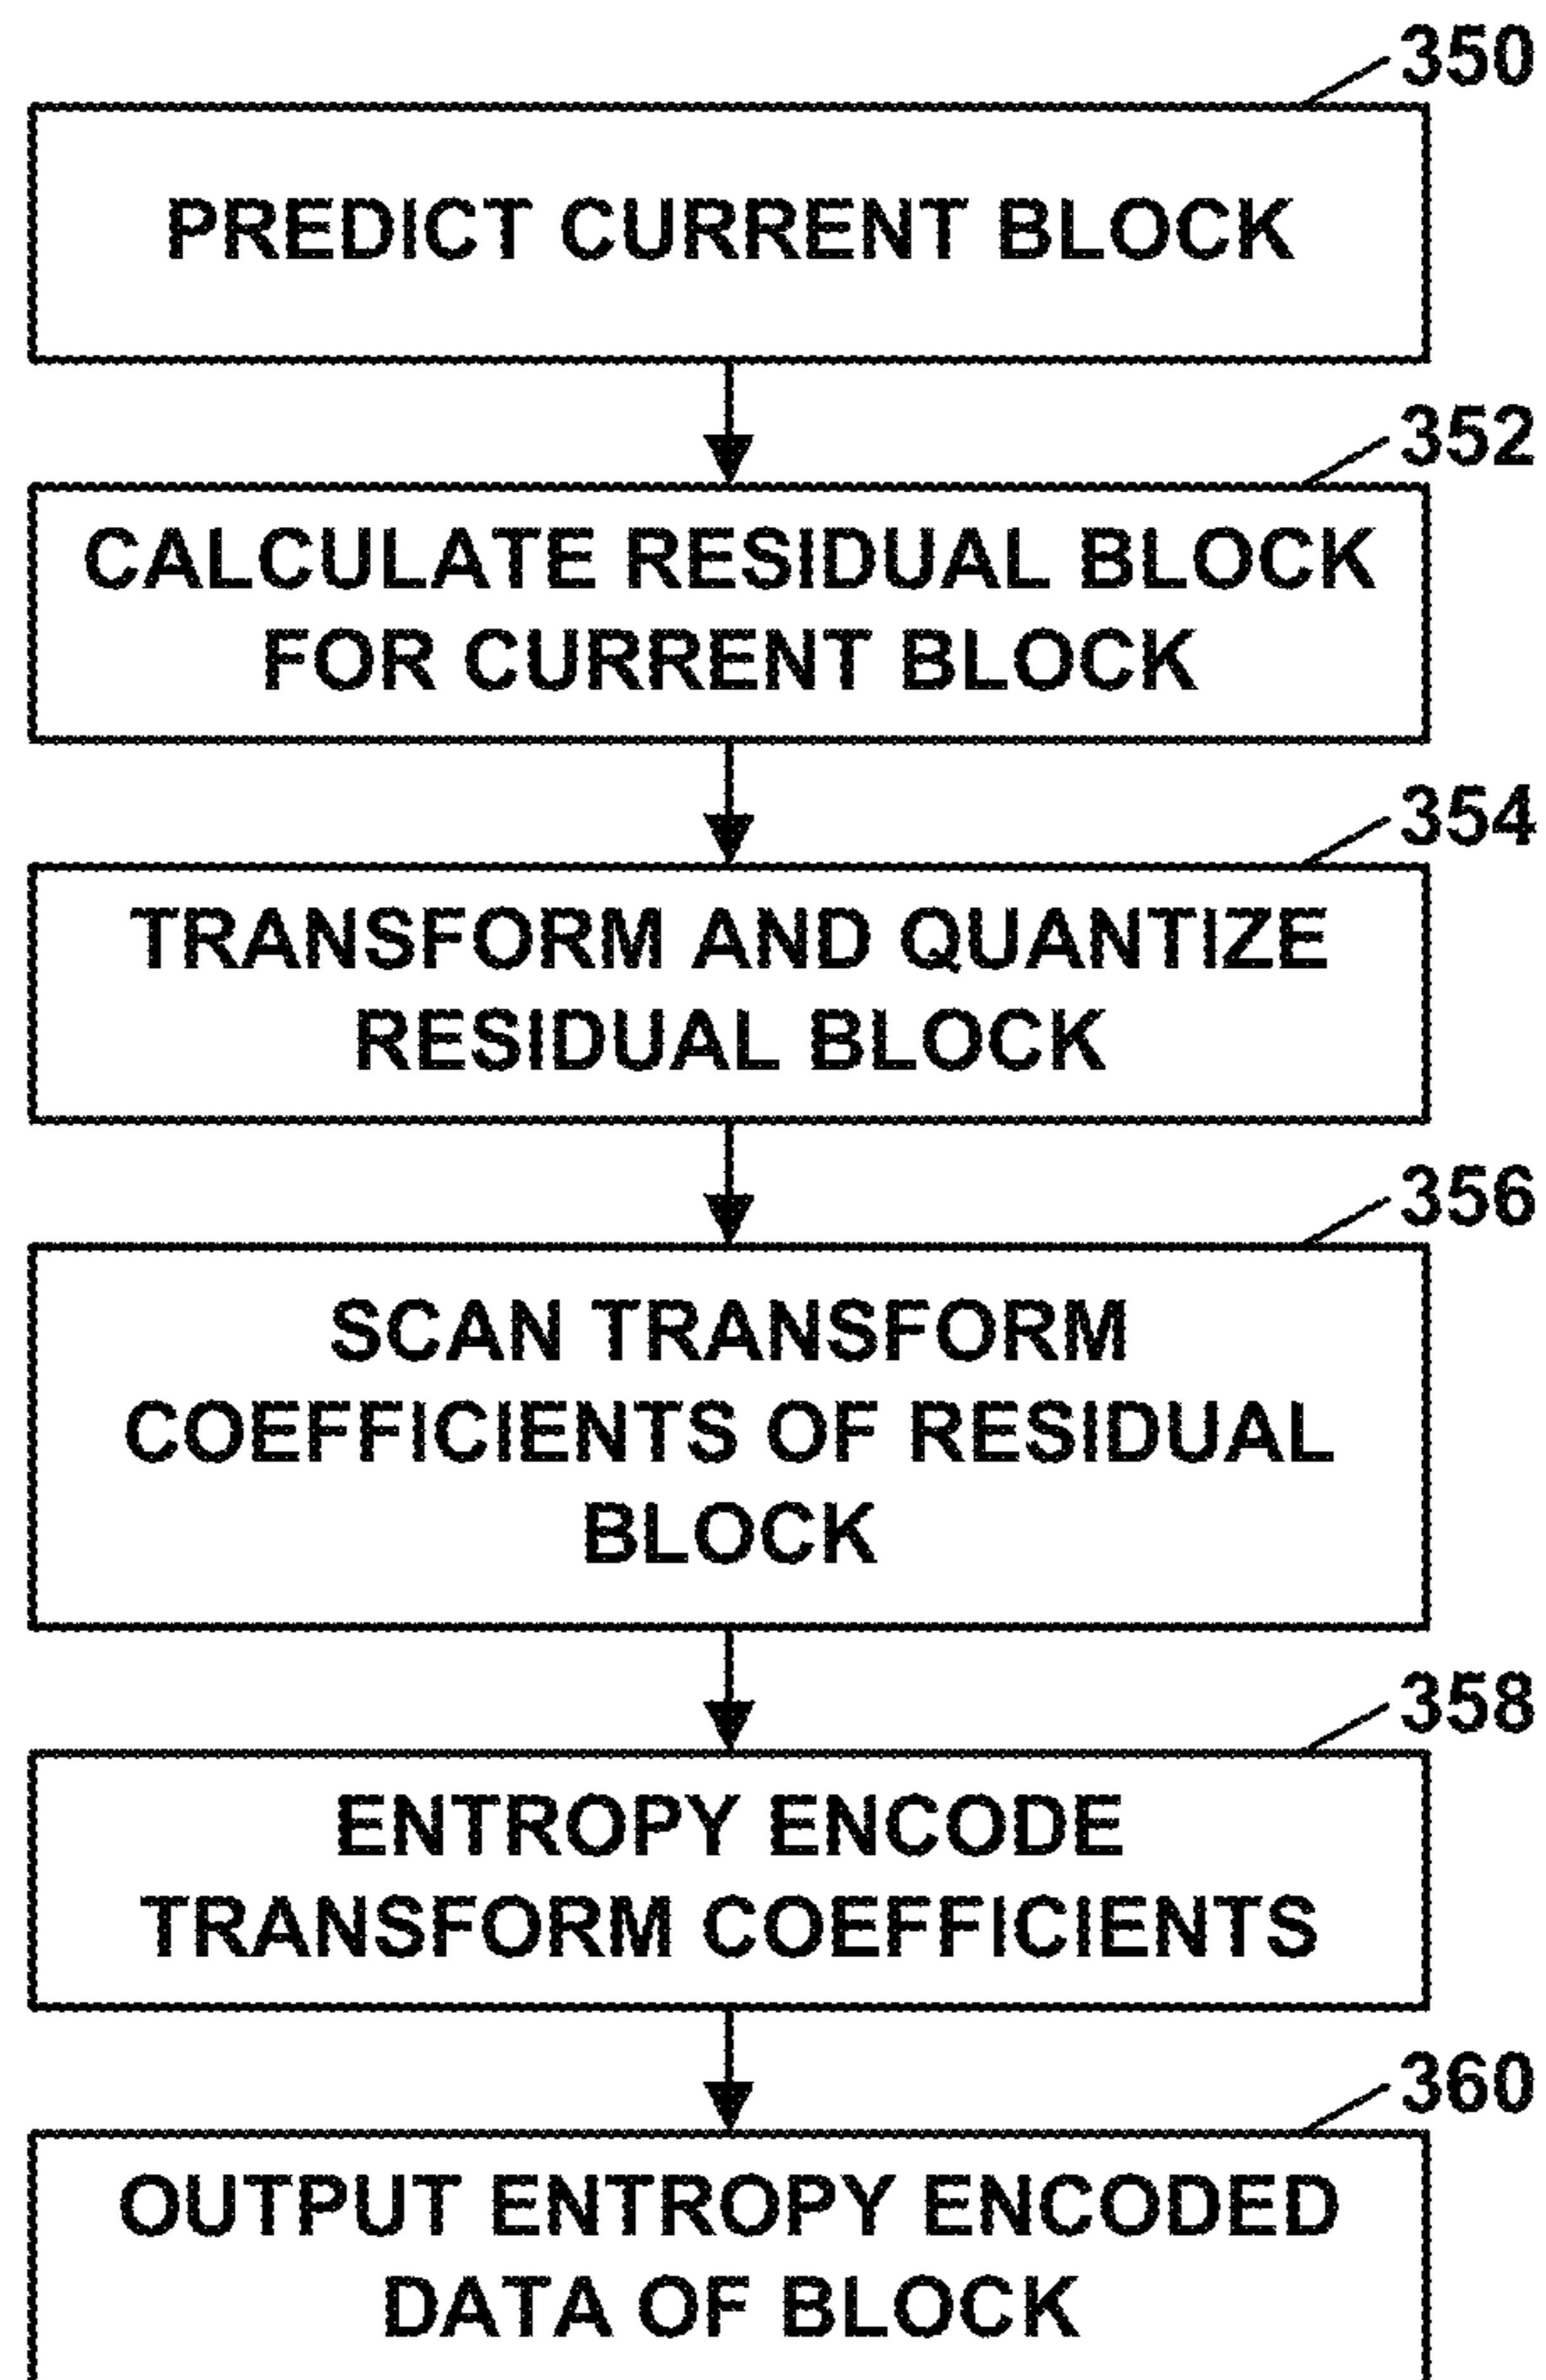 350
PREDICT CURRENT BLOCK
352
CALCULATE RESIDUAL BLOCK
FOR CURRENT BLOCK
354
TRANSFORM AND QUANTIZE
RESIDUAL BLOCK
356
SCAN TRANSFORM
COEFFICIENTS OF RESIDUAL
BLOCK
358
ENTROPY ENCODE
TRANSFORM COEFFICIENTS
360
OUTPUT ENTROPY ENCODED
DATA OF BLOCK